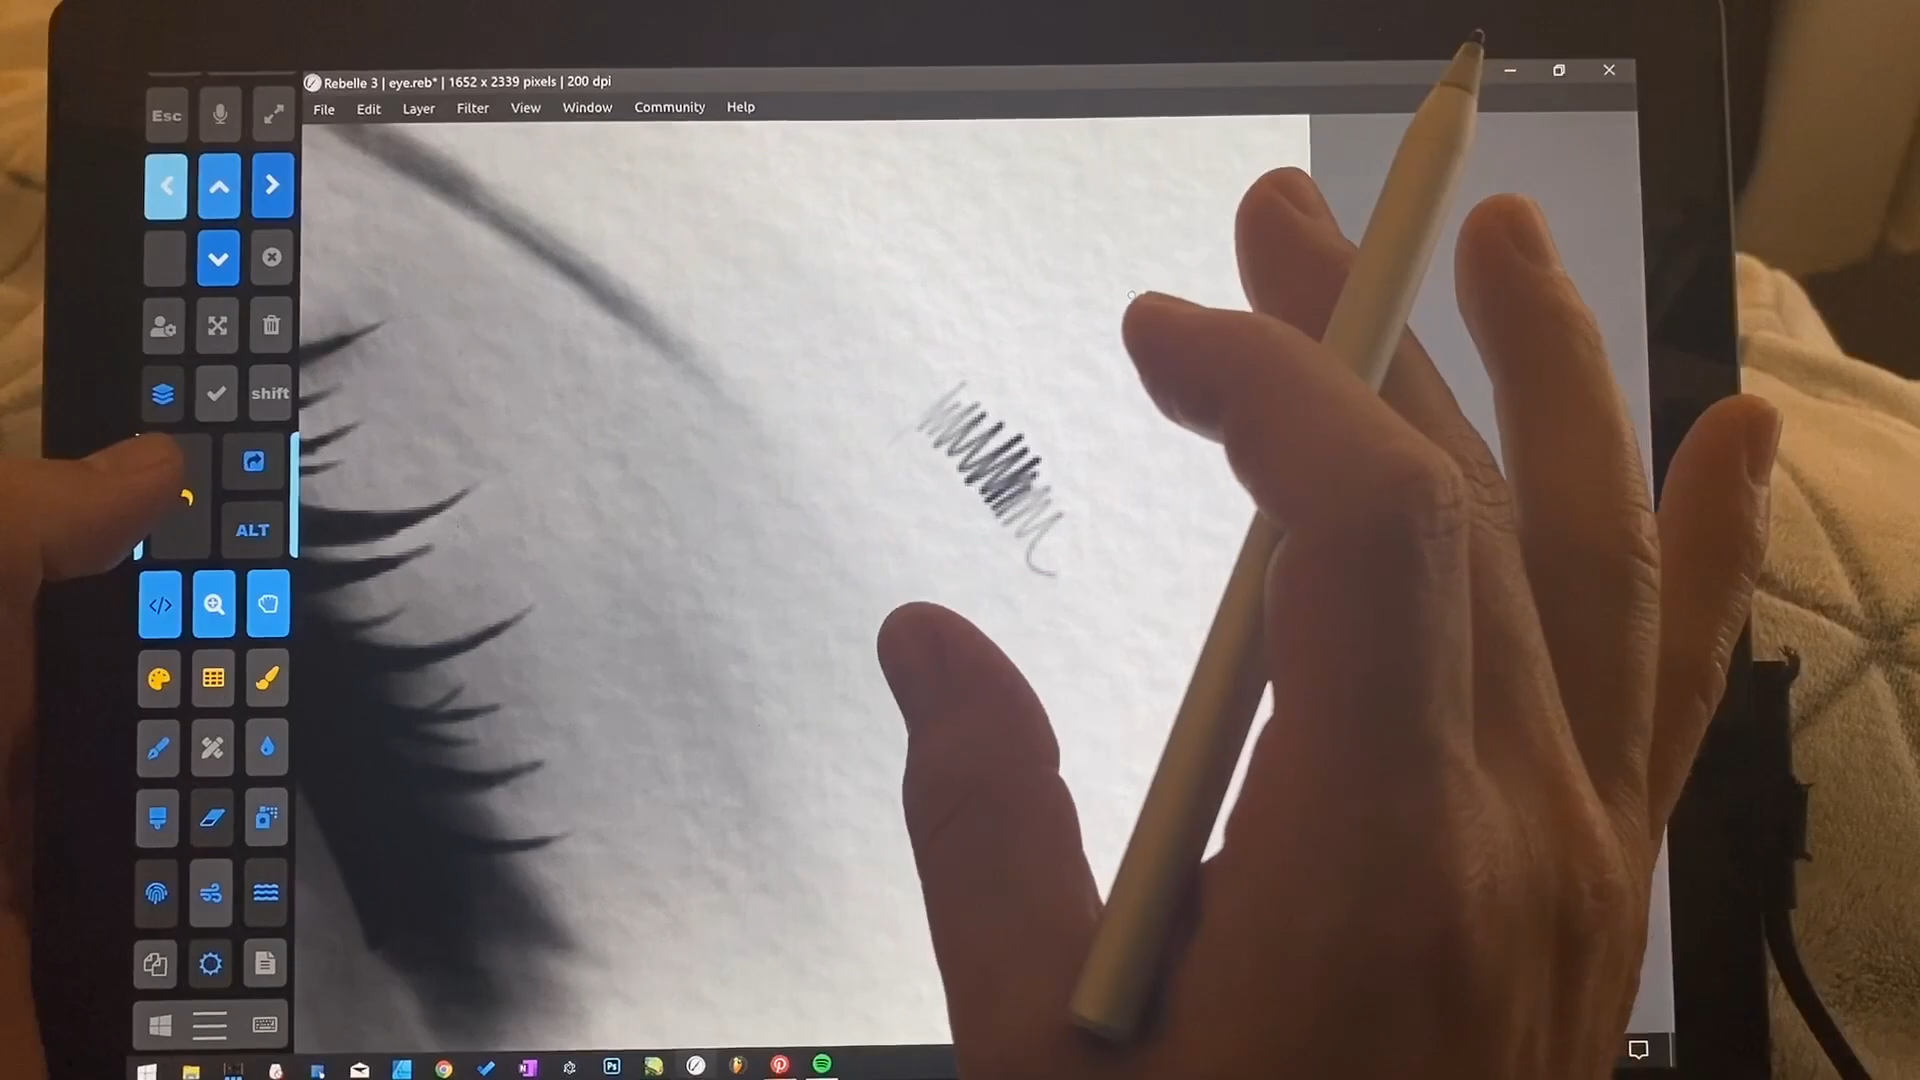 Rebelle 3 | eye.reb* | 1652 x 2339 pixels | 200 dpi
File Edit Layer Filter View Window Community Help
Esc
shift
ALT
</>
N
Ps